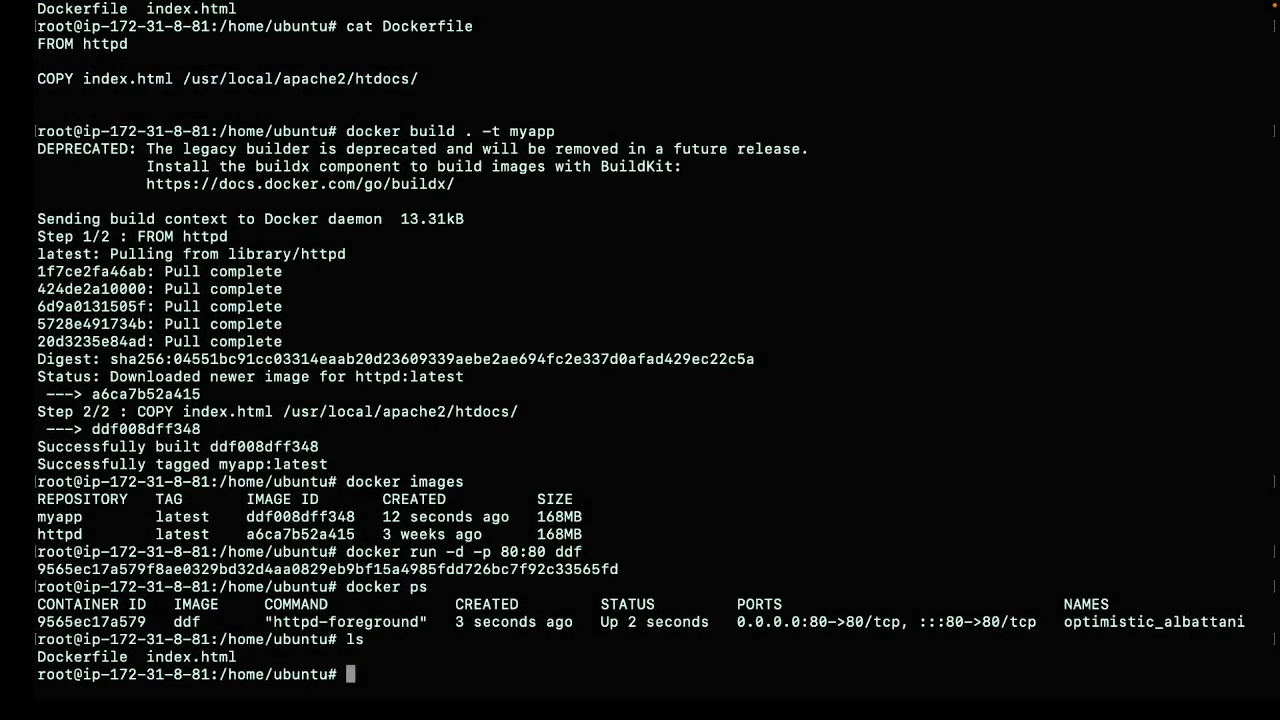 Dockerfile  index.html
root@ip-172-31-8-81:/home/ubuntu# cat Dockerfile
FROM httpd
COPY index.html /usr/local/apache2/htdocs/
root@ip-172-31-8-81:/home/ubuntu# docker build . -t myapp
DEPRECATED: The legacy builder is deprecated and will be removed in a future release.
            Install the buildx component to build images with BuildKit:
            https://docs.docker.com/go/buildx/
Sending build context to Docker daemon  13.31kB
Step 1/2 : FROM httpd
latest: Pulling from library/httpd
1f7ce2fa46ab: Pull complete
424de2a10000: Pull complete
6d9a0131505f: Pull complete
5728e491734b: Pull complete
20d3235e84ad: Pull complete
Digest: sha256:04551bc91cc03314eaab20d23609339aebe2ae694fc2e337d0afad429ec22c5a
Status: Downloaded newer image for httpd:latest
 ---> a6ca7b52a415
Step 2/2 : COPY index.html /usr/local/apache2/htdocs/
 ---> ddf008dff348
Successfully built ddf008dff348
Successfully tagged myapp:latest
root@ip-172-31-8-81:/home/ubuntu# docker images
REPOSITORY   TAG       IMAGE ID       CREATED          SIZE
myapp        latest    ddf008dff348   12 seconds ago   168MB
httpd        latest    a6ca7b52a415   3 weeks ago      168MB
root@ip-172-31-8-81:/home/ubuntu# docker run -d -p 80:80 ddf
9565ec17a579f8ae0329bd32d4aa0829eb9bf15a4985fdd726bc7f92c33565fd
root@ip-172-31-8-81:/home/ubuntu# docker ps
CONTAINER ID   IMAGE     COMMAND              CREATED         STATUS         PORTS                               NAMES
9565ec17a579   ddf       "httpd-foreground"   3 seconds ago   Up 2 seconds   0.0.0.0:80->80/tcp, :::80->80/tcp   optimistic_albattani
root@ip-172-31-8-81:/home/ubuntu# ls
Dockerfile  index.html
root@ip-172-31-8-81:/home/ubuntu#